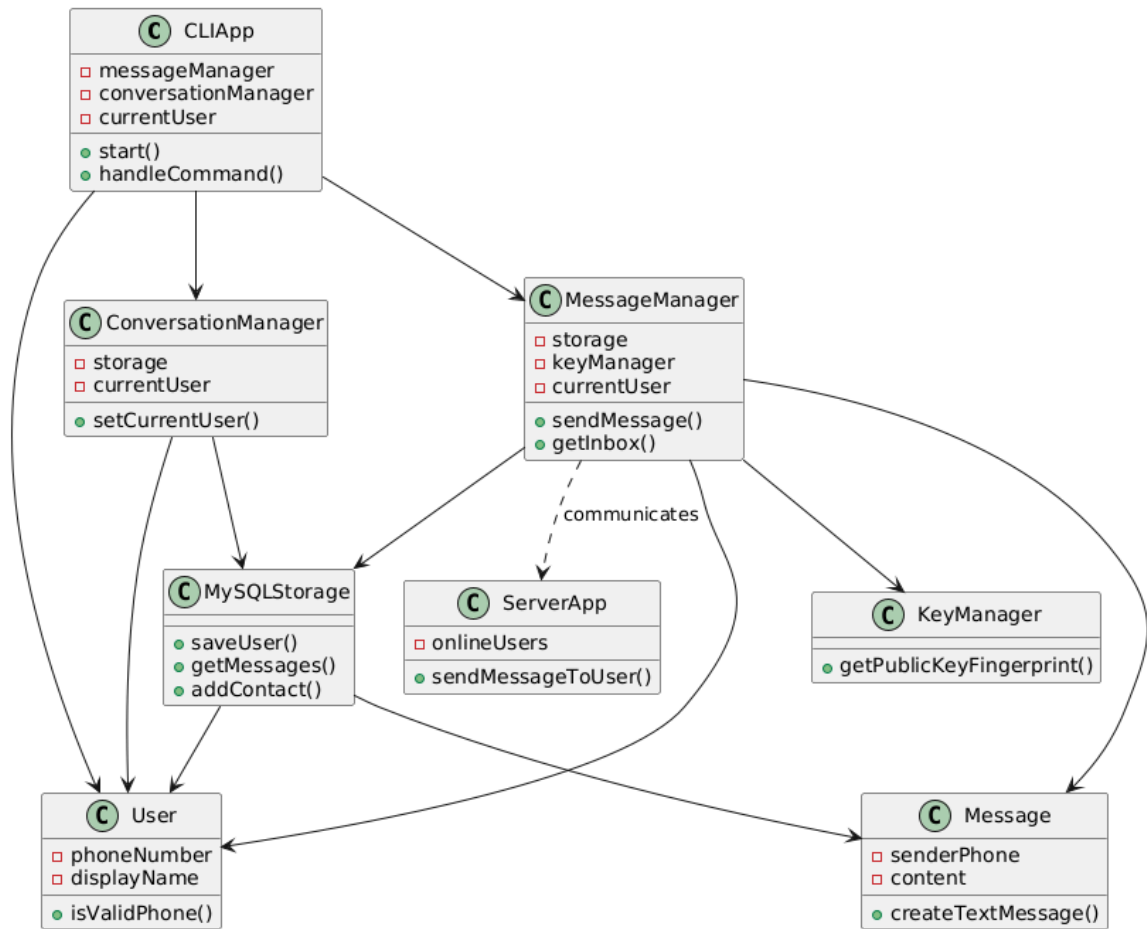 C CLIApp
messageManager
conversationManager
currentUser
start()
handleCommand()
C ConversationManager
storage
currentUser
setCurrentUser()
C MessageManager
storage
keyManager
currentUser
sendMessage()
getInbox()
communicates
C MySQLStorage
saveUser()
getMessages()
addContact()
C ServerApp
onlineUsers
sendMessageToUser()
C KeyManager
getPublicKeyFingerprint()
C User
phoneNumber
displayName
isValidPhone()
C Message
senderPhone
content
createTextMessage()